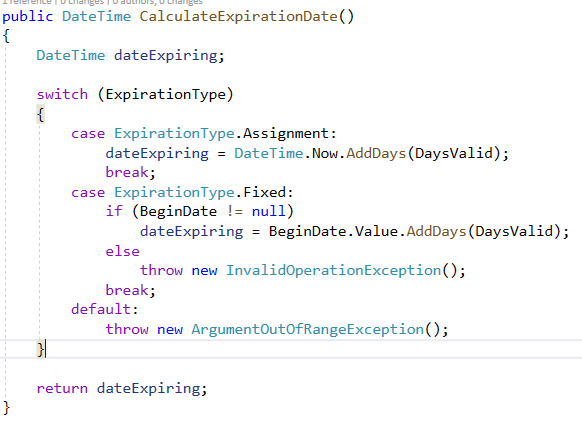 1 reference | 0 changes | 0 authors, 0 changes
public DateTime CalculateExpirationDate()
{
    DateTime dateExpiring;

    switch (ExpirationType)
    {
        case ExpirationType.Assignment:
            dateExpiring = DateTime.Now.AddDays(DaysValid);
            break;
        case ExpirationType.Fixed:
            if (BeginDate != null)
                dateExpiring = BeginDate.Value.AddDays(DaysValid);
            else
                throw new InvalidOperationException();
            break;
        default:
            throw new ArgumentOutOfRangeException();
    }

    return dateExpiring;
}